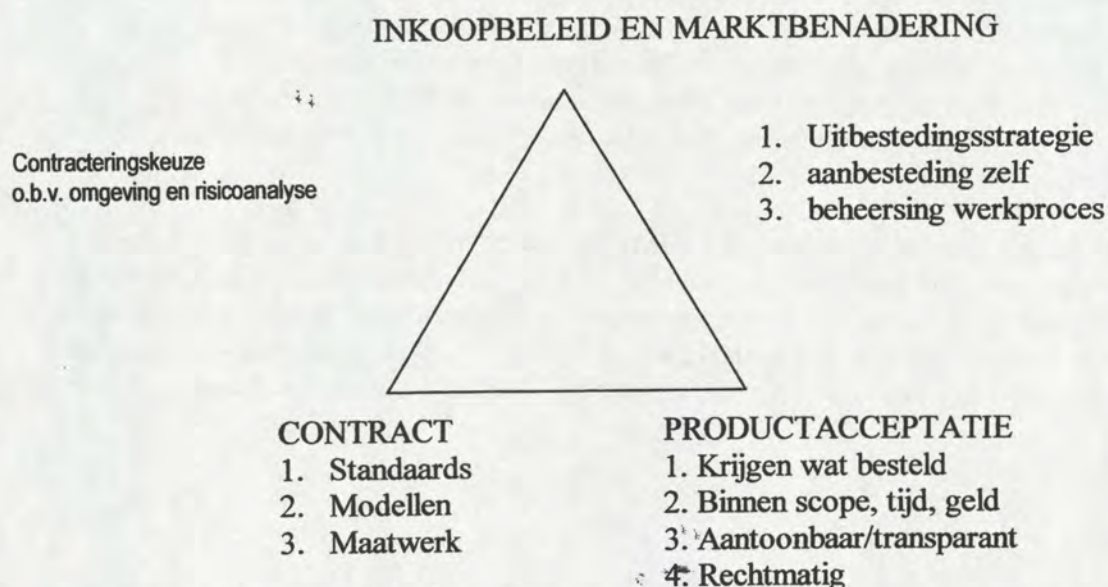 INKOOPBELEID EN MARKTBENADERING
Contracteringskeuze
o.b.v. omgeving en risicoanalyse
1. Uitbestedingsstrategie
2. aanbesteding zelf
3. beheersing werkproces
CONTRACT
1. Standaards
2. Modellen
3. Maatwerk
PRODUCTACCEPTATIE
1. Krijgen wat besteld
2. Binnen scope, tijd, geld
3. Aantoonbaar/transparant
4. Rechtmatig